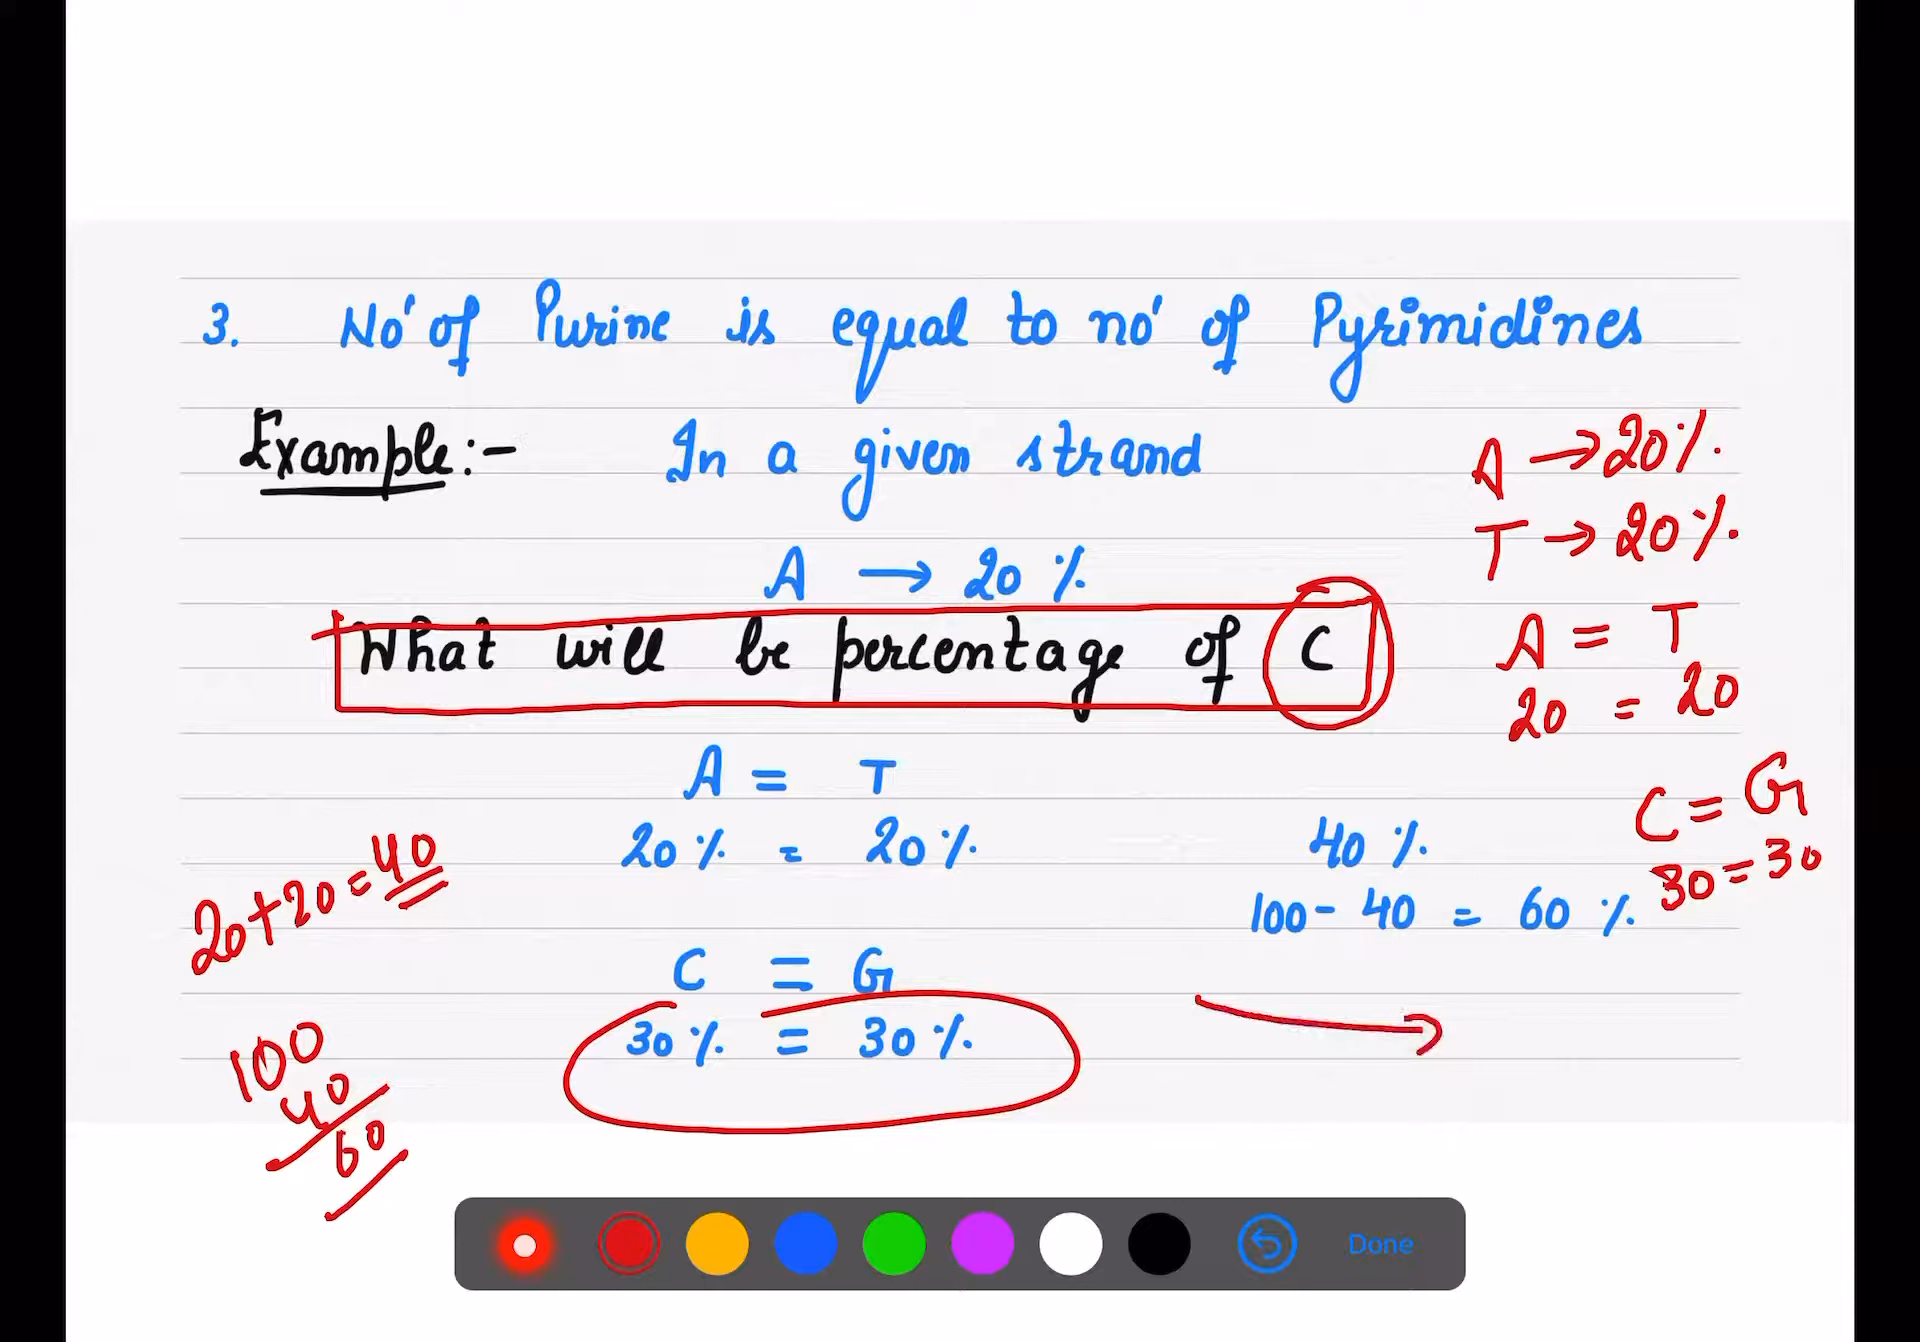 3. No' of Purine is equal to no' of Pyrimidines
Example:- In a given strand
A → 20 %
What will be percentage of C
A = T
20 % = 20 %
40 %
100 - 40 = 60 %
C ≡ G
30 % = 30 %
A → 20 %
T → 20 %
A = T
20 = 20
C = G
30 = 30
20 + 20 = 40
100
40
60
Done